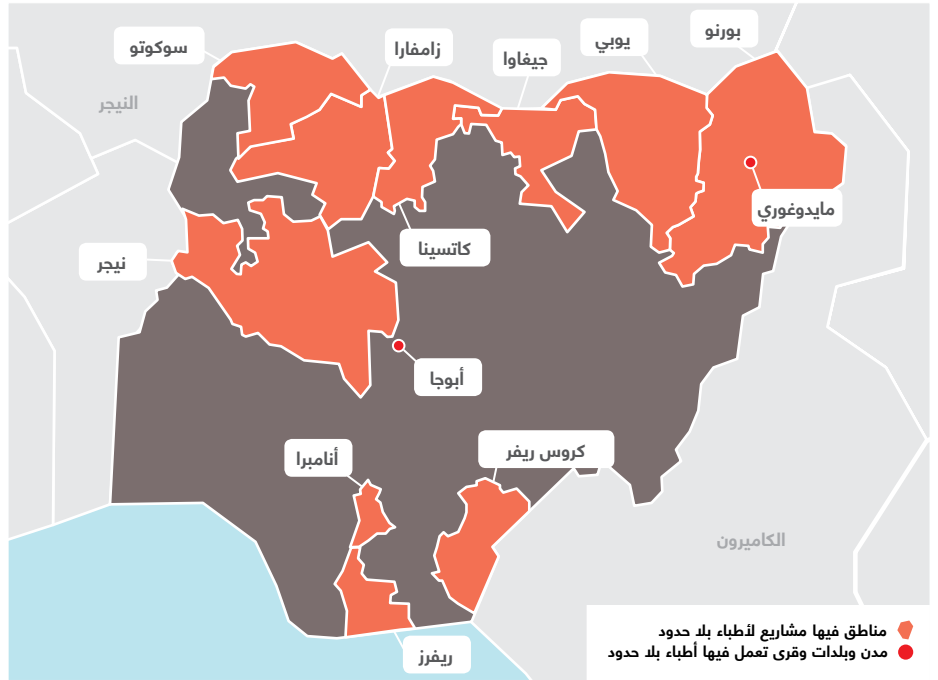 بورنو
يوبي
زامفارا
سوكوتو
جيغاوا
النيجر
مايدوغوري
كاتسينا
نيجر
أبوجا
كروس ريفر
أنامبرا
الكاميرون
ريفرز
مناطق فيها مشاريع لأطباء بلا حدود
مدن وبلدات وقرى تعمل فيها أطباء بلا حدود